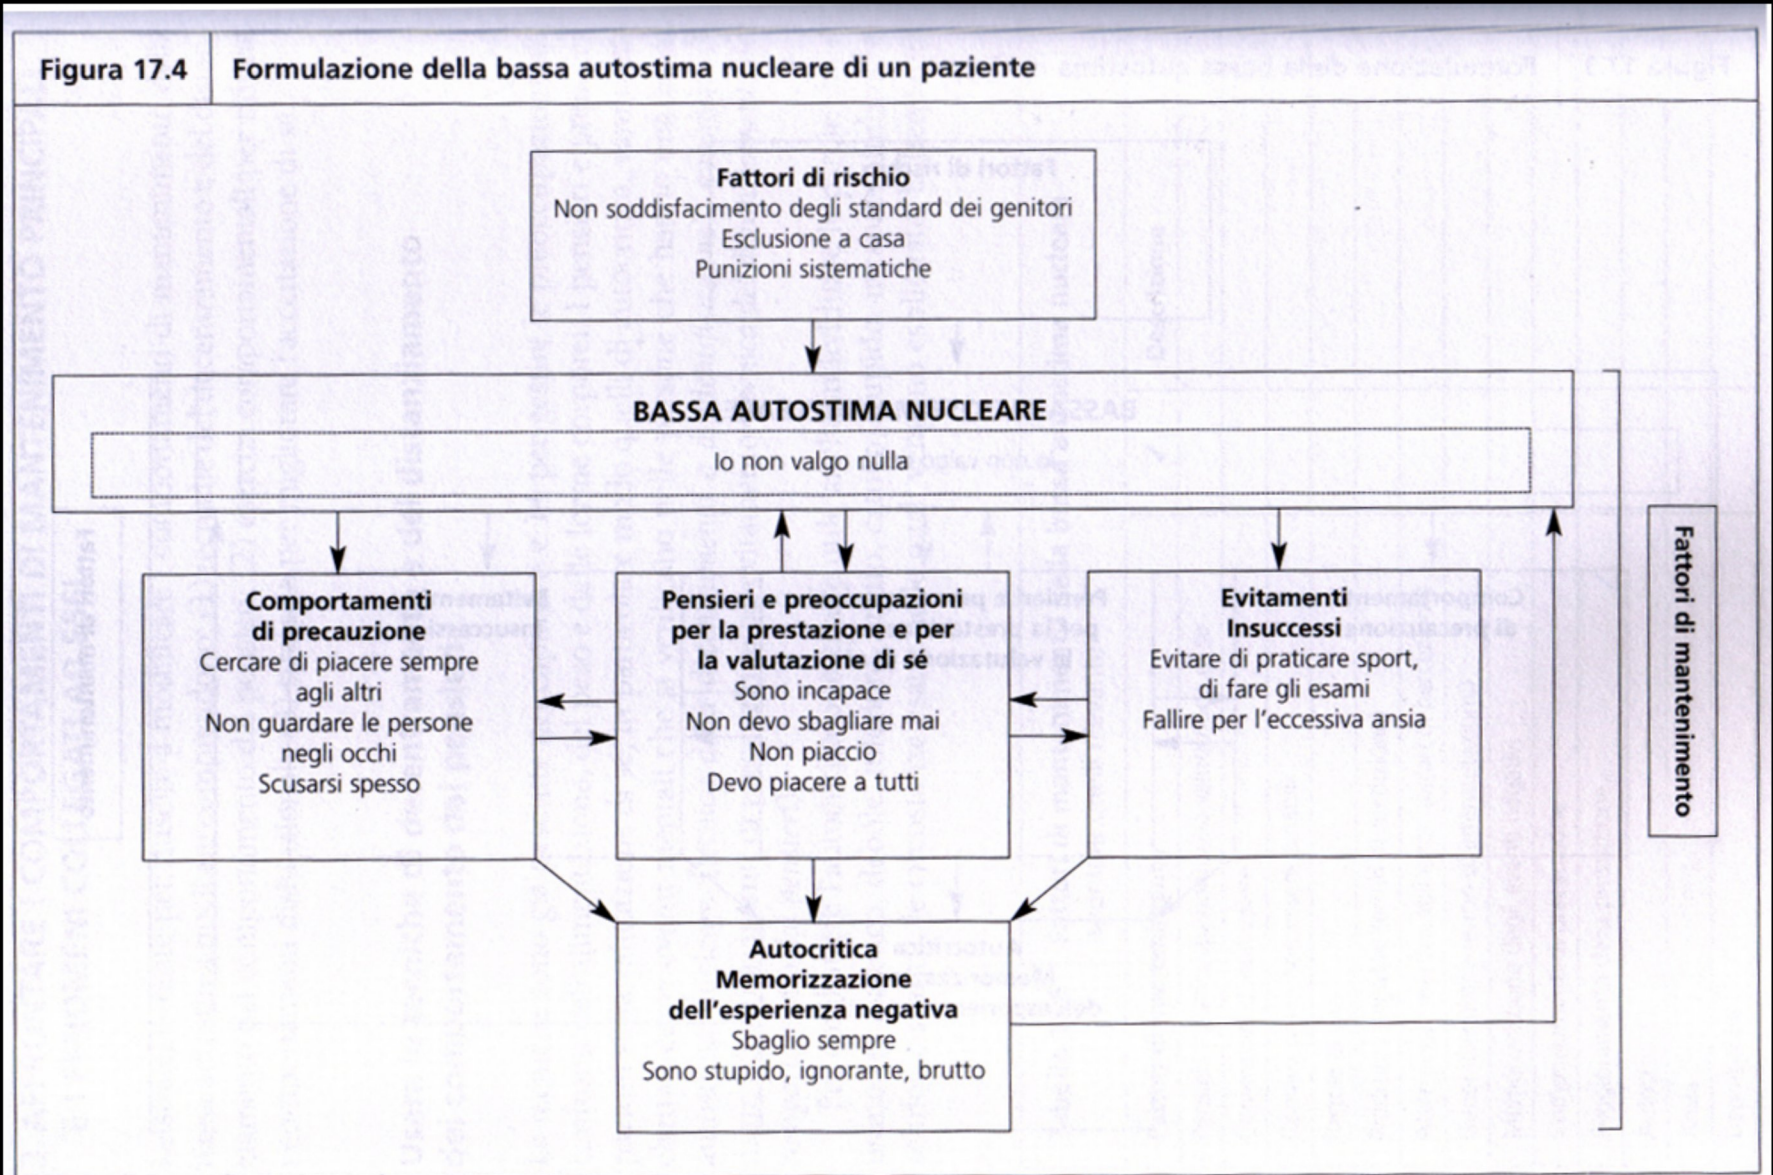 Figura 17.4
Formulazione della bassa autostima nucleare di un paziente
Fattori di rischio
Non soddisfacimento degli standard dei genitori
Esclusione a casa
Punizioni sistematiche
BASSA AUTOSTIMA NUCLEARE
Io non valgo nulla
Comportamenti
di precauzione
Cercare di piacere sempre
agli altri
Non guardare le persone
negli occhi
Scusarsi spesso
Pensieri e preoccupazioni
per la prestazione e per
la valutazione di sé
Sono incapace
Non devo sbagliare mai
Non piaccio
Devo piacere a tutti
Evitamenti
Insuccessi
Evitare di praticare sport,
di fare gli esami
Fallire per l'eccessiva ansia
Fattori di mantenimento
Autocritica
Memorizzazione
dell'esperienza negativa
Sbaglio sempre
Sono stupido, ignorante, brutto